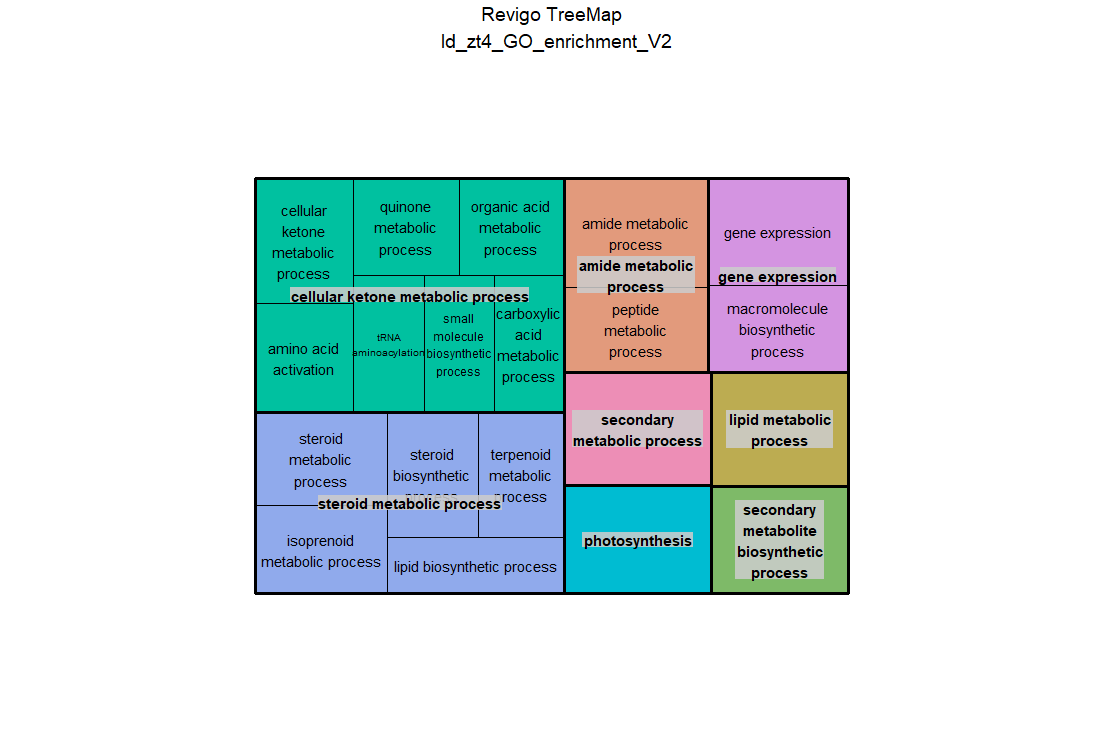 Revigo TreeMap
ld_zt4_GO_enrichment_V2
cellular
ketone
metabolic
process
quinone
metabolic
process
organic acid
metabolic
process
cellular ketone metabolic process
amino acid
activation
tRNA
aminoacylation
small
molecule
biosynthetic
process
carboxylic
acid
metabolic
process
steroid
metabolic
process
steroid
biosynthetic
process
terpenoid
metabolic
process
steroid metabolic process
isoprenoid
metabolic process
lipid biosynthetic process
amide metabolic
process
amide metabolic
process
peptide
metabolic
process
gene expression
gene expression
macromolecule
biosynthetic
process
secondary
metabolic process
lipid metabolic
process
photosynthesis
secondary
metabolite
biosynthetic
process